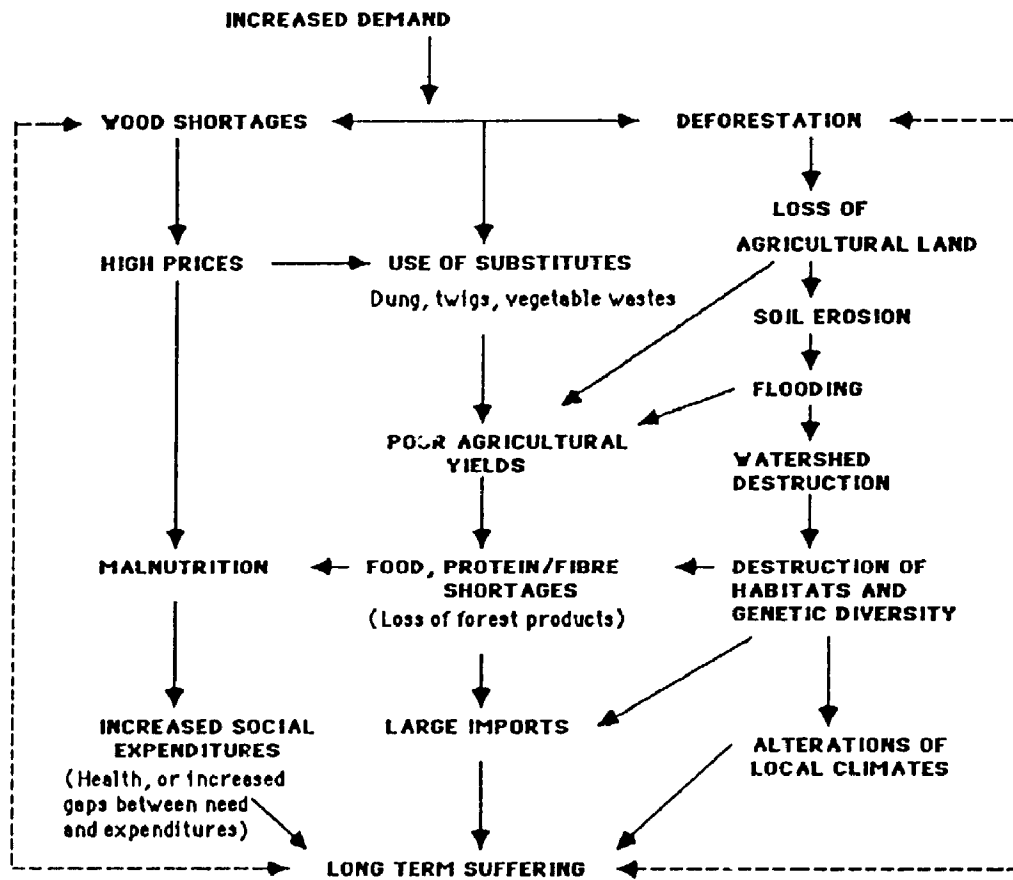 INCREASED DEMAND
WOOD SHORTAGES
DEFORESTATION
LOSS OF
AGRICULTURAL LAND
HIGH PRICES
USE OF SUBSTITUTES
Dung, twigs, vegetable wastes
SOIL EROSION
FLOODING
POOR AGRICULTURAL
YIELDS
WATERSHED
DESTRUCTION
MALNUTRITION
FOOD, PROTEIN/FIBRE
SHORTAGES
(Loss of forest products)
DESTRUCTION OF
HABITATS AND
GENETIC DIVERSITY
INCREASED SOCIAL
EXPENDITURES
(Health, or increased
gaps between need
and expenditures)
LARGE IMPORTS
ALTERATIONS OF
LOCAL CLIMATES
LONG TERM SUFFERING